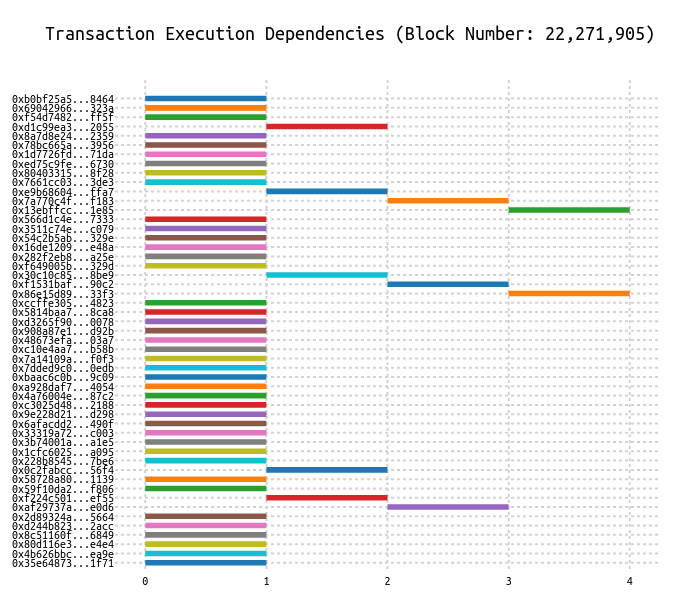 Transaction Execution Dependencies (Block Number: 22,271,905)
0xb0bf25a5...8464
0x69042966...323a
0xf54d7482...ff5f
0xd1c99ea3...2055
0x8a7d8e24...2359
0x78bc665a...3956
0x1d7726fd...71da
0xed75c9fe...6730
0x80403315...8f28
0x7661cc03...3de3
0xe9b68604...ffa7
0x7a770c4f...f183
0x13ebffcc...1e85
0x566d1c4e...7333
0x3511c74e...c079
0x54c2b5ab...329e
0x16de1209...e48a
0x282f2eb8...a25e
0xf649005b...329d
0x30c10c85...8be9
0xf1531baf...90c2
0x86e15d89...33f3
0xccffe305...4823
0x5814baa7...8ca8
0xd3265f90...0078
0x908a87e1...d92b
0x48673efa...03a7
0xc10e4aa7...b58b
0x7a14109a...f0f3
0x7dded9c0...0edb
0xbaac6c0b...9c09
0xa928daf7...4054
0x4a76004e...87c2
0xc3025d48...2188
0x9e228d21...d298
0x6afacdd2...490f
0x33319a72...c003
0x3b74001a...a1e5
0x1cfc6025...a095
0x228b8545...7be6
0x0c2fabcc...56f4
0x58728a80...1139
0x59f10da2...f806
0xf224c501...ef55
0xaf29737a...e0d6
0x2d89324a...5664
0xd244b823...2acc
0x8c51160f...6849
0x80d116e3...e4e4
0x4b626bbc...ea9e
0x35e64873...1f71
0 1 2 3 4